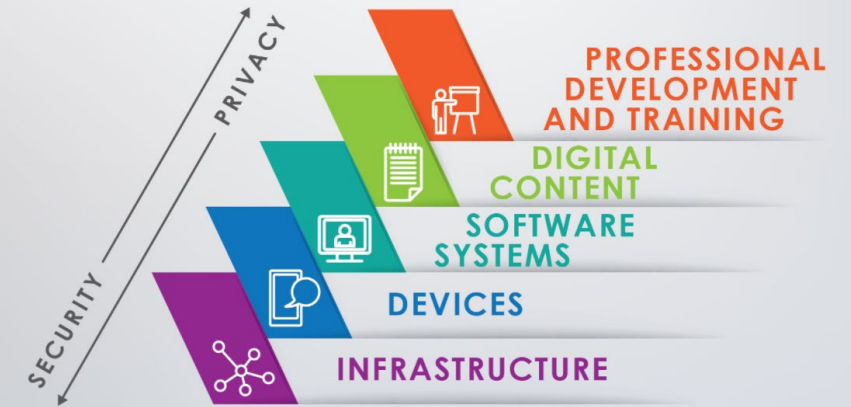 PRIVACY
SECURITY
PROFESSIONAL
DEVELOPMENT
AND TRAINING
DIGITAL
CONTENT
SOFTWARE
SYSTEMS
DEVICES
INFRASTRUCTURE